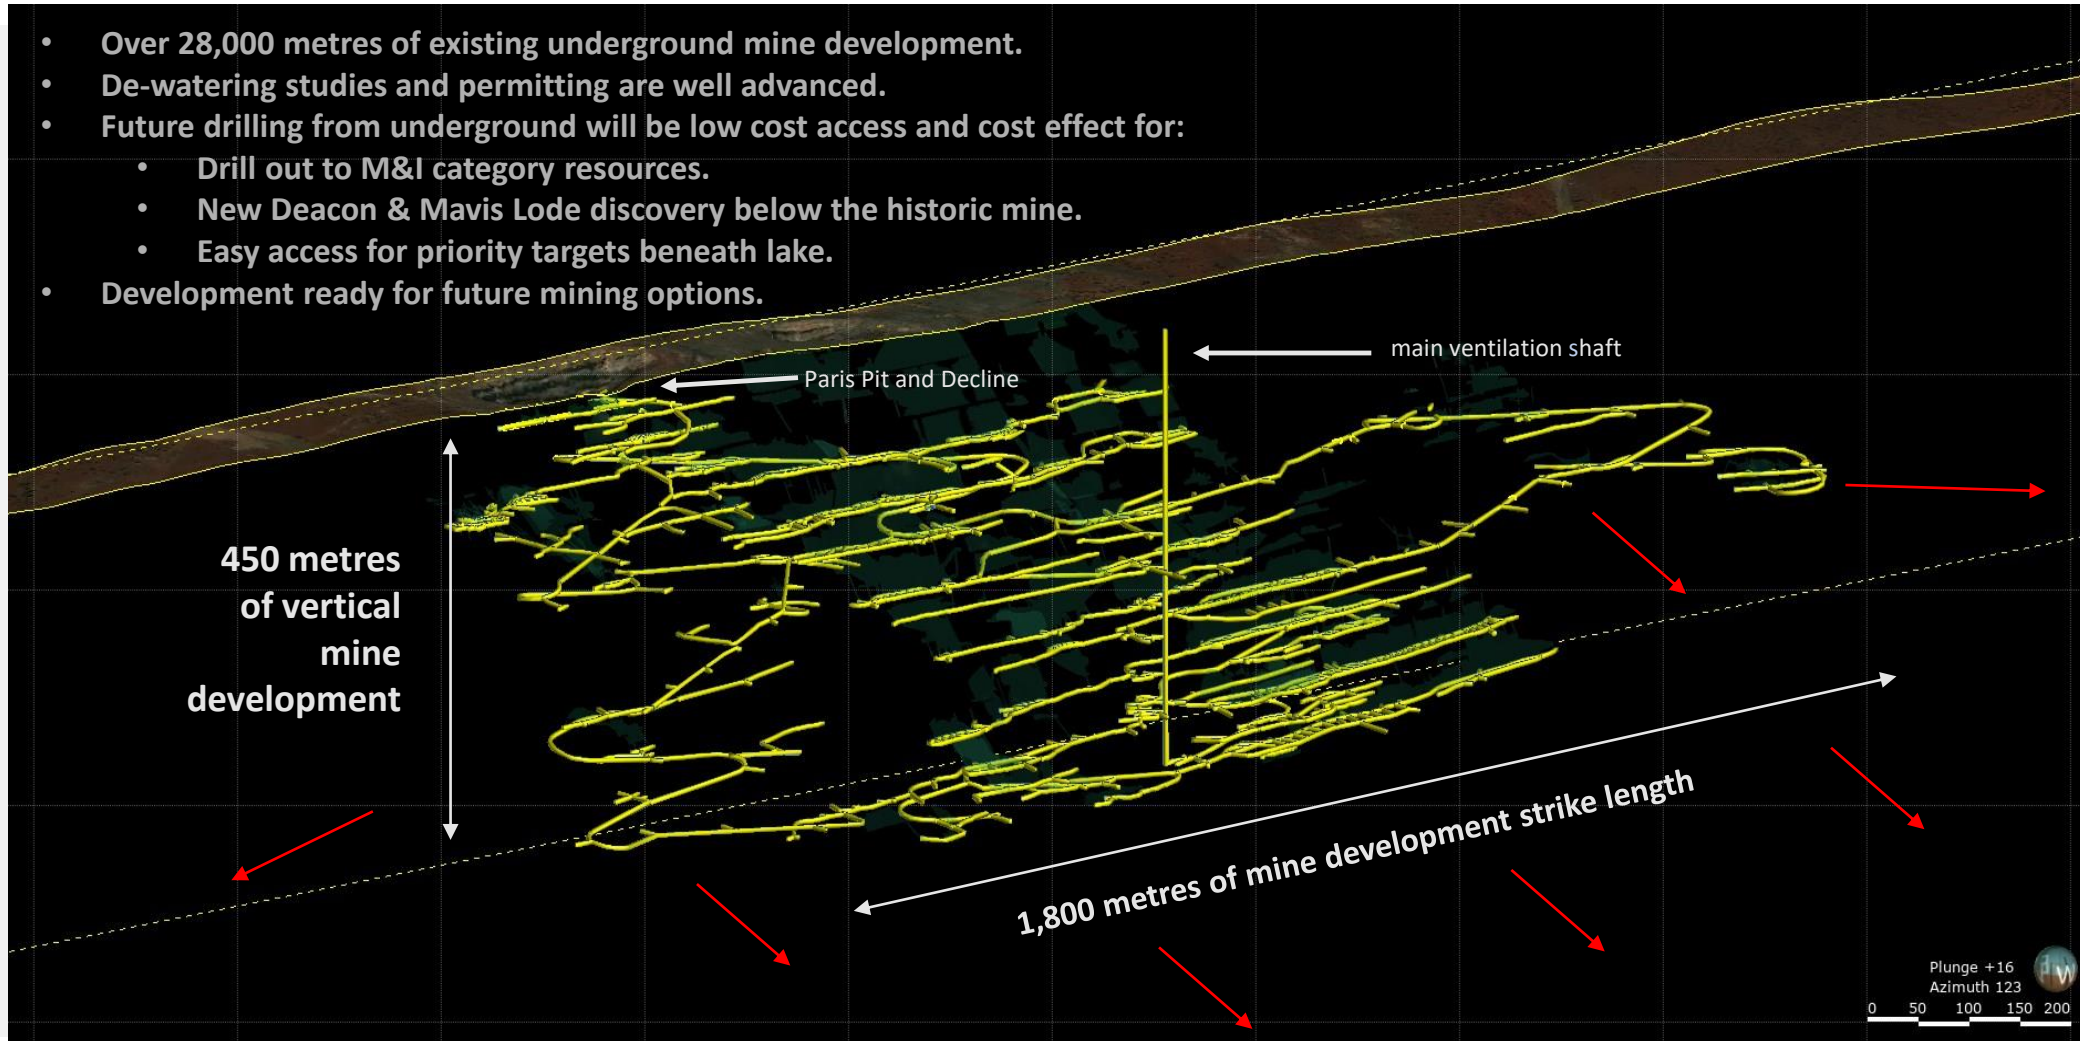 • Over 28,000 metres of existing underground mine development.
• De-watering studies and permitting are well advanced.
• Future drilling from underground will be low cost access and cost effect for:
• Drill out to M&I category resources.
• New Deacon & Mavis Lode discovery below the historic mine.
• Easy access for priority targets beneath lake.
• Development ready for future mining options.
main ventilation shaft
Paris Pit and Decline
450 metres
of vertical
mine
development
1,800 metres of mine development strike length
Plunge +16
Azimuth 123
W
0 50 100 150 200